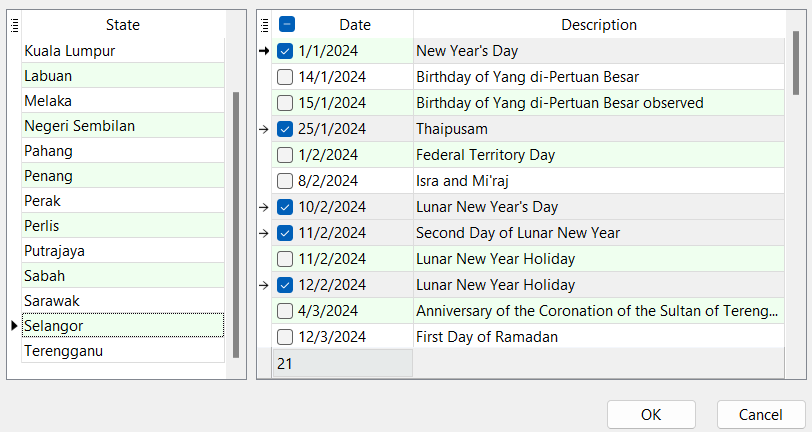 State
Kuala Lumpur
Labuan
Melaka
Negeri Sembilan
Pahang
Penang
Perak
Perlis
Putrajaya
Sabah
Sarawak
Selangor
Terengganu
Date Description
1/1/2024 New Year's Day
14/1/2024 Birthday of Yang di-Pertuan Besar
15/1/2024 Birthday of Yang di-Pertuan Besar observed
25/1/2024 Thaipusam
1/2/2024 Federal Territory Day
8/2/2024 Isra and Mi'raj
10/2/2024 Lunar New Year's Day
11/2/2024 Second Day of Lunar New Year
11/2/2024 Lunar New Year Holiday
12/2/2024 Lunar New Year Holiday
4/3/2024 Anniversary of the Coronation of the Sultan of Tereng...
12/3/2024 First Day of Ramadan
21
OK Cancel